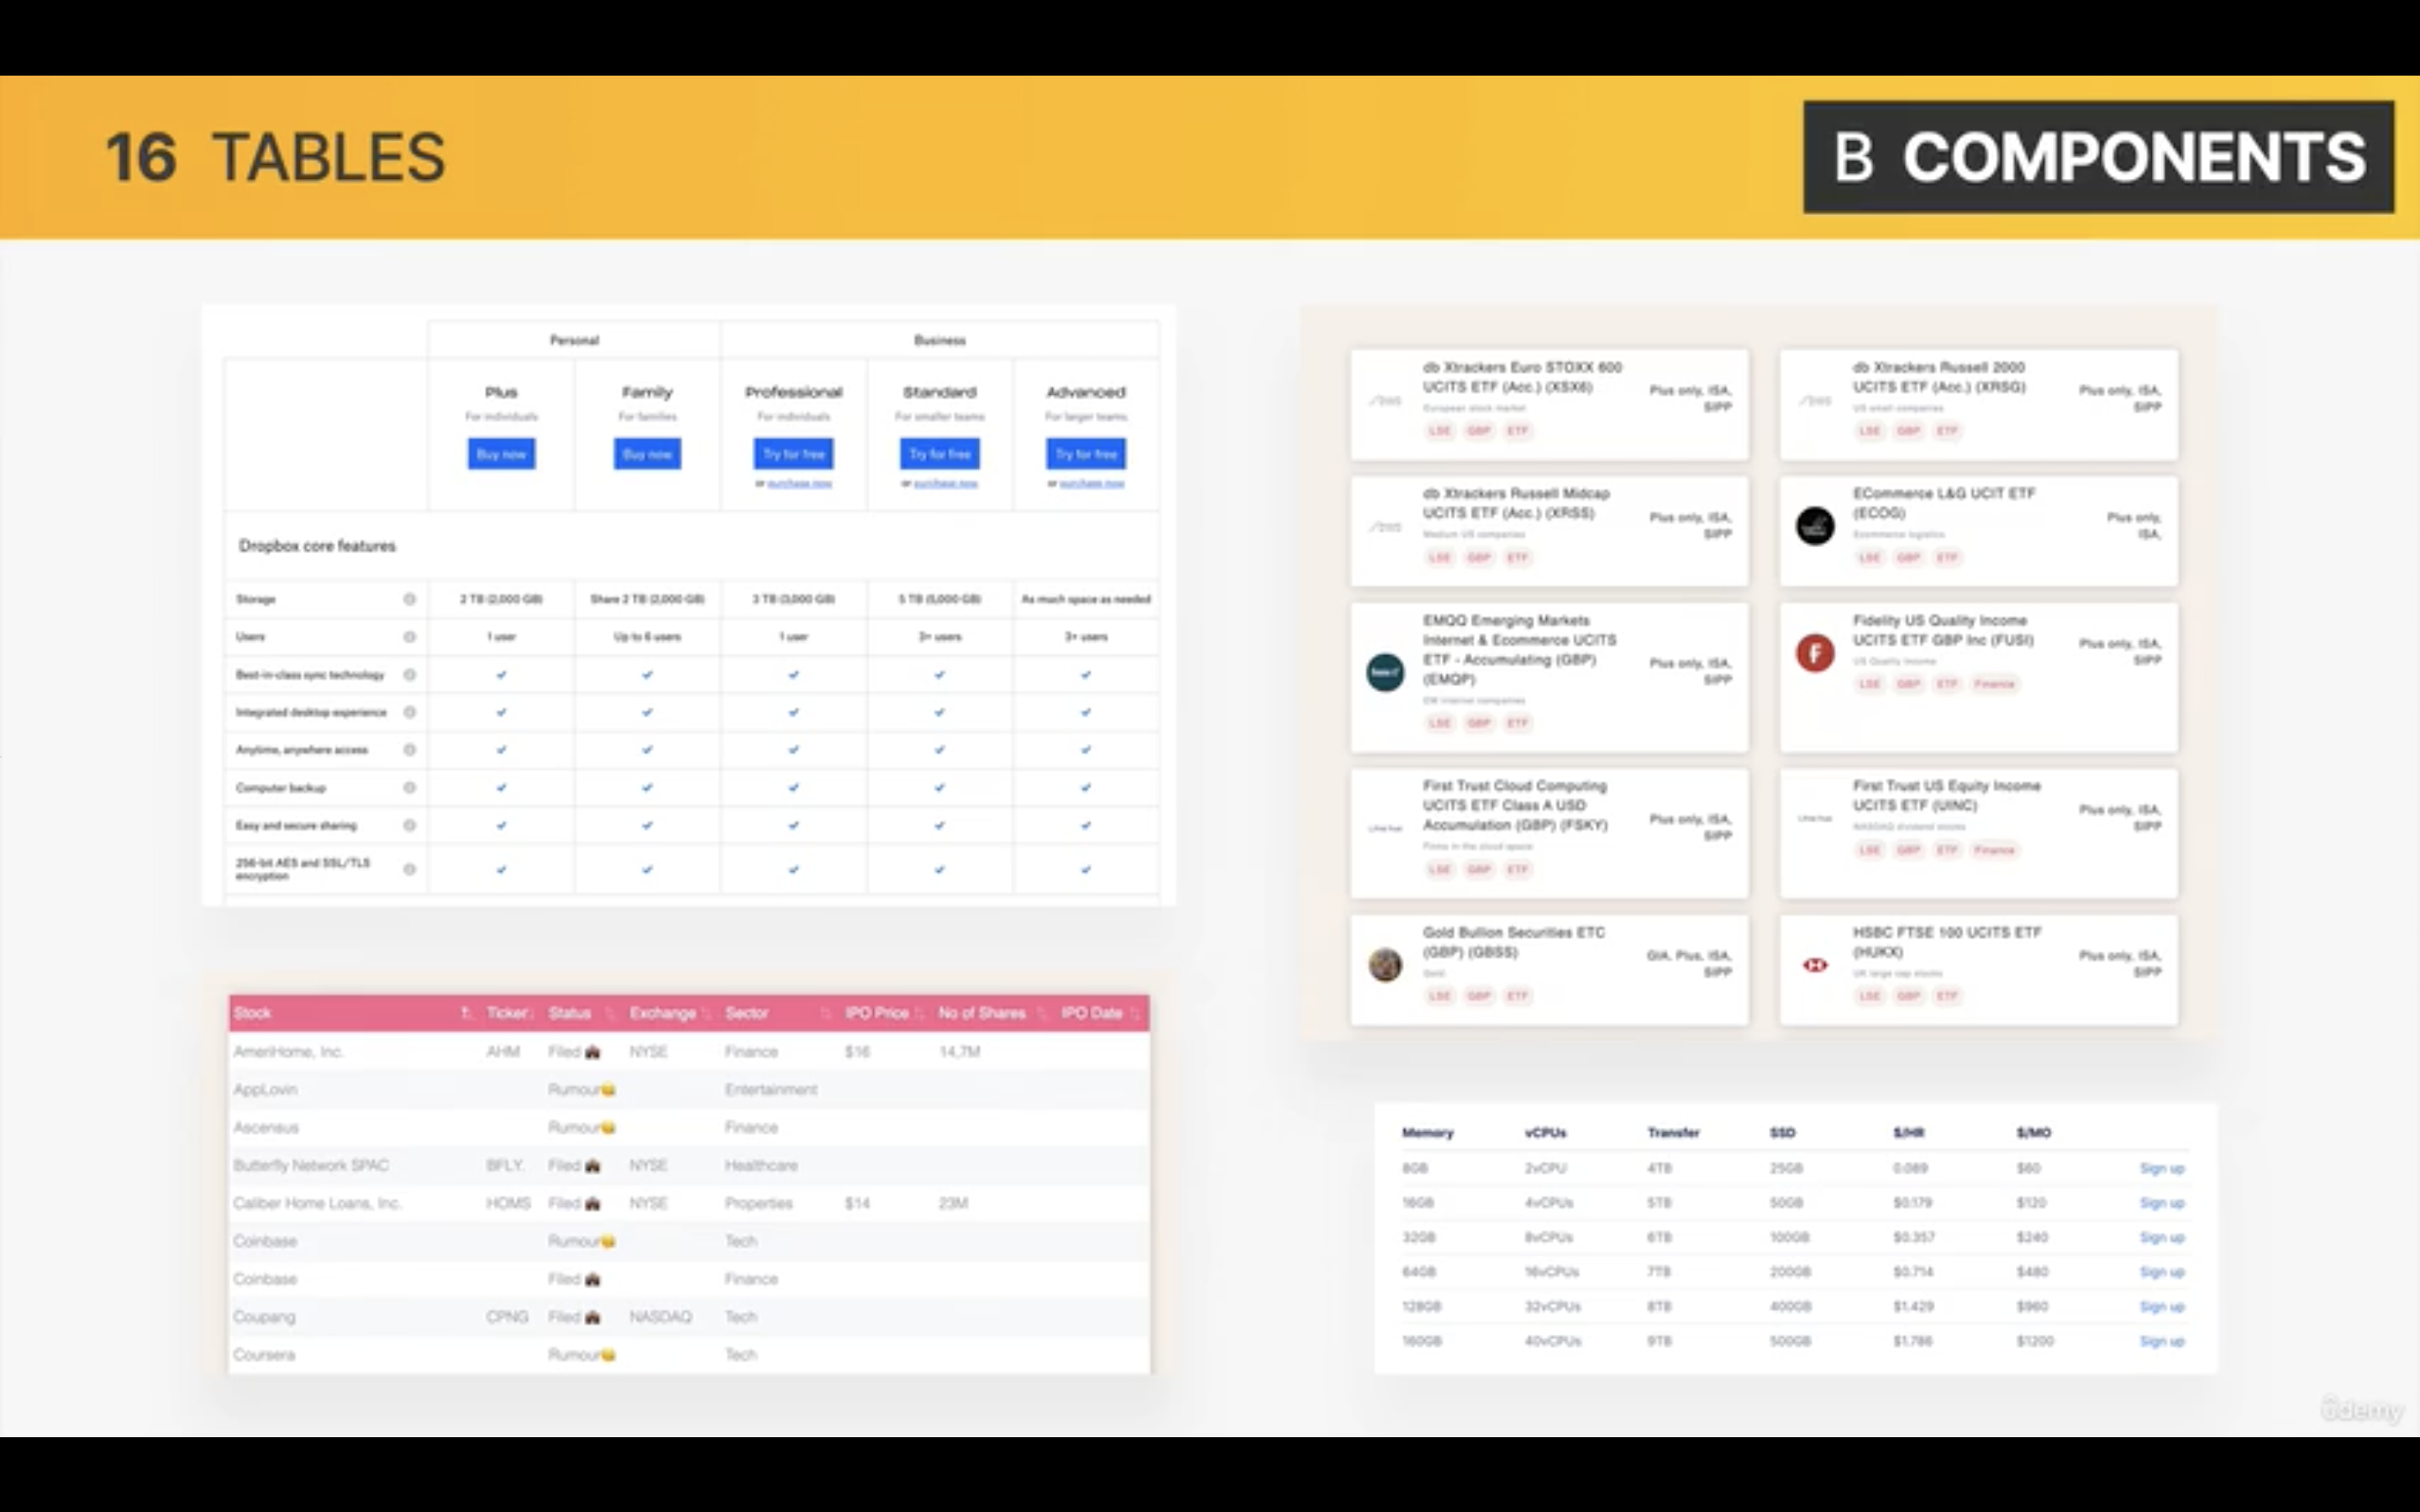 16 TABLES
B COMPONENTS
Personal Business
Plus Family Professional Standard Advanced
For individuals For families For individuals For smaller teams For larger teams
Buy now Buy now Try for free Try for free Try for free
or purchase now or purchase now or purchase now
Dropbox core features
Storage 2 TB (2,000 GB) Share 2 TB (2,000 GB) 3 TB (3,000 GB) 5 TB (5,000 GB) As much space as needed
Users 1 user Up to 6 users 1 user 3+ users 3+ users
Best-in-class sync technology
Integrated desktop experience
Anytime, anywhere access
Computer backup
Easy and secure sharing
256-bit AES and SSL/TLS
encryption
db Xtrackers Euro STOXX 600
UCITS ETF (Acc.) (XSX6)
European stock market
LSE GBP ETF
Plus only, ISA,
SIPP
db Xtrackers Russell 2000
UCITS ETF (Acc.) (XRSG)
US small companies
LSE GBP ETF
Plus only, ISA,
SIPP
db Xtrackers Russell Midcap
UCITS ETF (Acc.) (XRSS)
Medium US companies
LSE GBP ETF
Plus only, ISA,
SIPP
ECommerce L&G UCIT ETF
(ECOG)
Ecommerce logistics
LSE GBP ETF
Plus only,
ISA,
EMQQ Emerging Markets
Internet & Ecommerce UCITS
ETF - Accumulating (GBP)
(EMQP)
EM internet companies
LSE GBP ETF
Plus only, ISA,
SIPP
F
Fidelity US Quality Income
UCITS ETF GBP Inc (FUSI)
US Quality Income
LSE GBP ETF Finance
Plus only, ISA,
SIPP
First Trust Cloud Computing
UCITS ETF Class A USD
Accumulation (GBP) (FSKY)
Firms in the cloud space
LSE GBP ETF
Plus only, ISA,
SIPP
First Trust US Equity Income
UCITS ETF (UINC)
NASDAQ dividend stocks
LSE GBP ETF Finance
Plus only, ISA,
SIPP
Gold Bullion Securities ETC
(GBP) (GBSS)
Gold
LSE GBP ETF
GIA, Plus, ISA,
SIPP
HSBC FTSE 100 UCITS ETF
(HUKX)
UK large cap stocks
LSE GBP ETF
Plus only, ISA,
SIPP
Stock Ticker Status Exchange Sector IPO Price No of Shares IPO Date
AmeriHome, Inc. AHM Filed NYSE Finance $16 14,7M
AppLovin Rumour Entertainment
Ascensus Rumour Finance
Butterfly Network SPAC BFLY. Filed NYSE Healthcare
Caliber Home Loans, Inc. HOMS Filed NYSE Properties $14 23M
Coinbase Rumour Tech
Coinbase Filed Finance
Coupang CPNG Filed NASDAQ Tech
Coursera Rumour Tech
Memory vCPUs Transfer SSD $/HR $/MO
8GB 2vCPU 4TB 25GB 0.089 $60 Sign up
16GB 4vCPUs 5TB 50GB $0.179 $120 Sign up
32GB 8vCPUs 6TB 100GB $0.357 $240 Sign up
64GB 16vCPUs 7TB 200GB $0.714 $480 Sign up
128GB 32vCPUs 8TB 400GB $1.429 $960 Sign up
160GB 40vCPUs 9TB 500GB $1.786 $1200 Sign up
ûdemy